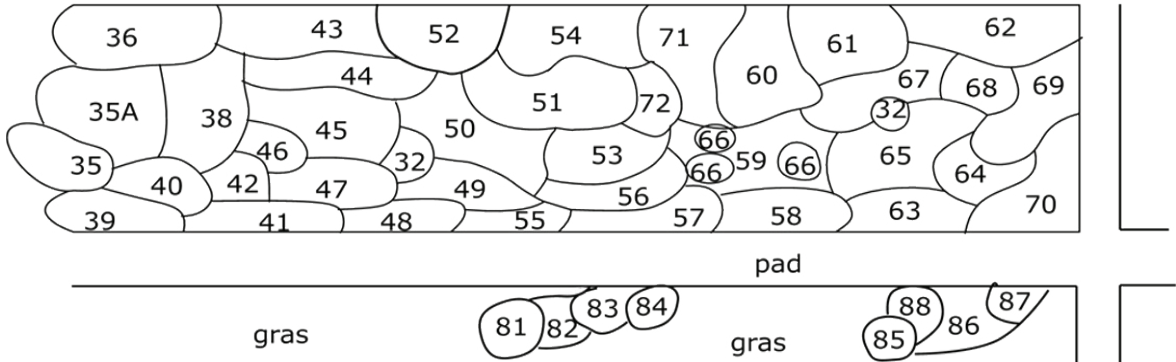 36 43 52 54 71 60 61 62
35A 38 44 51 72 67 68 69
45 50 32
35 46 32 53 66 59 66 65
40 42 47 49 56 66 64
39 41 48 55 57 58 63 70
pad
81 82 83 84 88 87
gras gras 85 86